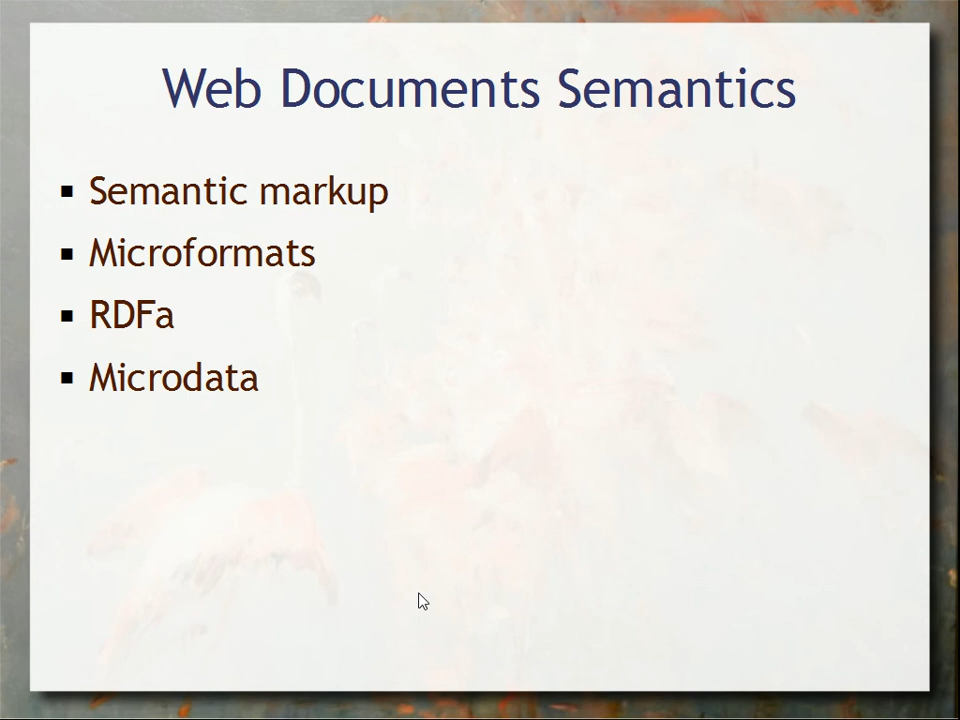 Web Documents Semantics
▪ Semantic markup
▪ Microformats
▪ RDFa
▪ Microdata